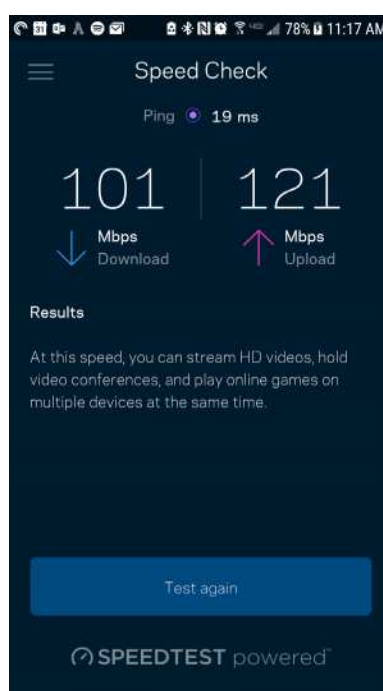 31 78% 11:17 AM
Speed Check
Ping 19 ms
101 121
Mbps Mbps
Download Upload
Results
At this speed, you can stream HD videos, hold
video conferences, and play online games on
multiple devices at the same time.
Test again
SPEEDTEST powered™